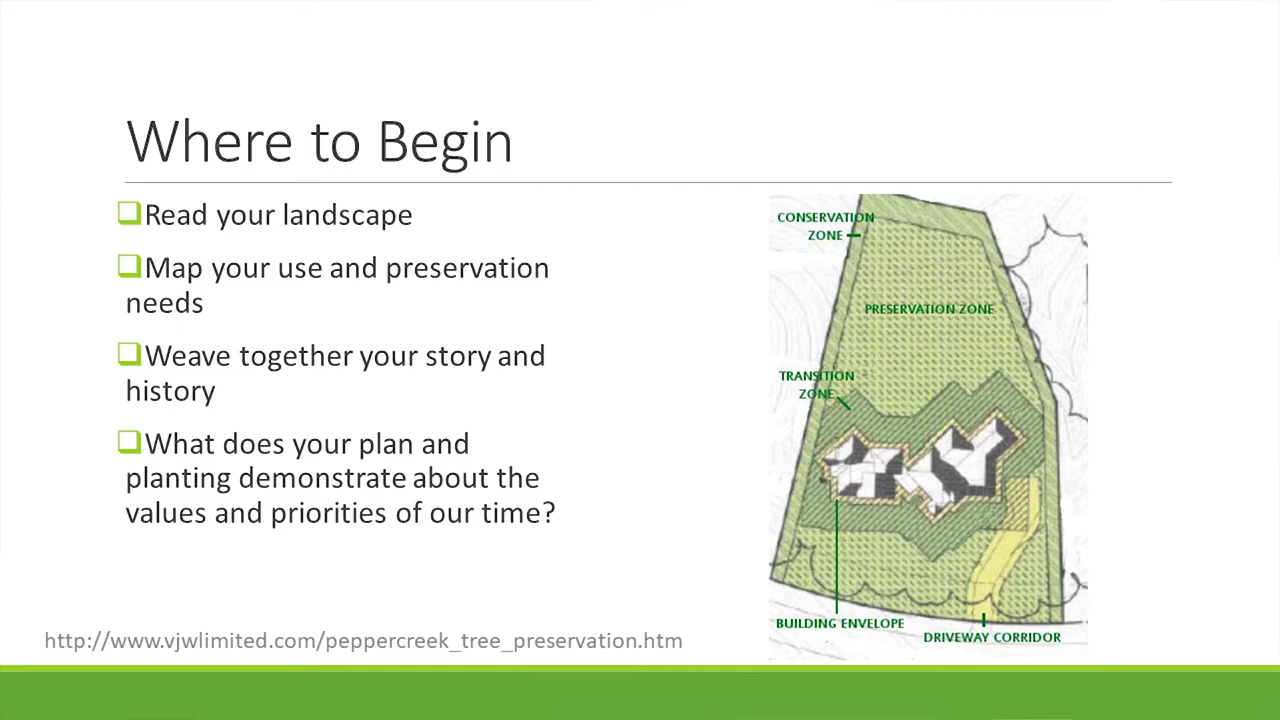 Where to Begin
Read your landscape
Map your use and preservation
needs
Weave together your story and
history
What does your plan and
planting demonstrate about the
values and priorities of our time?
http://www.vjwlimited.com/peppercreek_tree_preservation.htm
CONSERVATION
ZONE
PRESERVATION ZONE
TRANSITION
ZONE
BUILDING ENVELOPE
DRIVEWAY CORRIDOR